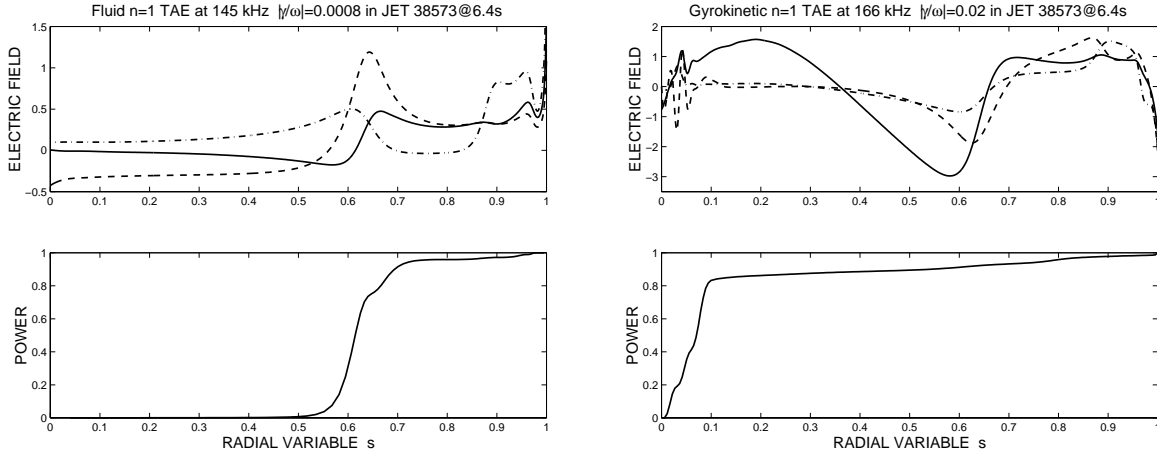 Fluid n=1 TAE at 145 kHz |γ/ω|=0.0008 in JET 38573@6.4s
ELECTRIC FIELD
1.5
1
0.5
0
−0.5
0 0.1 0.2 0.3 0.4 0.5 0.6 0.7 0.8 0.9 1
POWER
1
0.8
0.6
0.4
0.2
0
0 0.1 0.2 0.3 0.4 0.5 0.6 0.7 0.8 0.9 1
RADIAL VARIABLE s
Gyrokinetic n=1 TAE at 166 kHz |γ/ω|=0.02 in JET 38573@6.4s
ELECTRIC FIELD
2
1
0
−1
−2
−3
0 0.1 0.2 0.3 0.4 0.5 0.6 0.7 0.8 0.9 1
POWER
1
0.8
0.6
0.4
0.2
0
0 0.1 0.2 0.3 0.4 0.5 0.6 0.7 0.8 0.9 1
RADIAL VARIABLE s